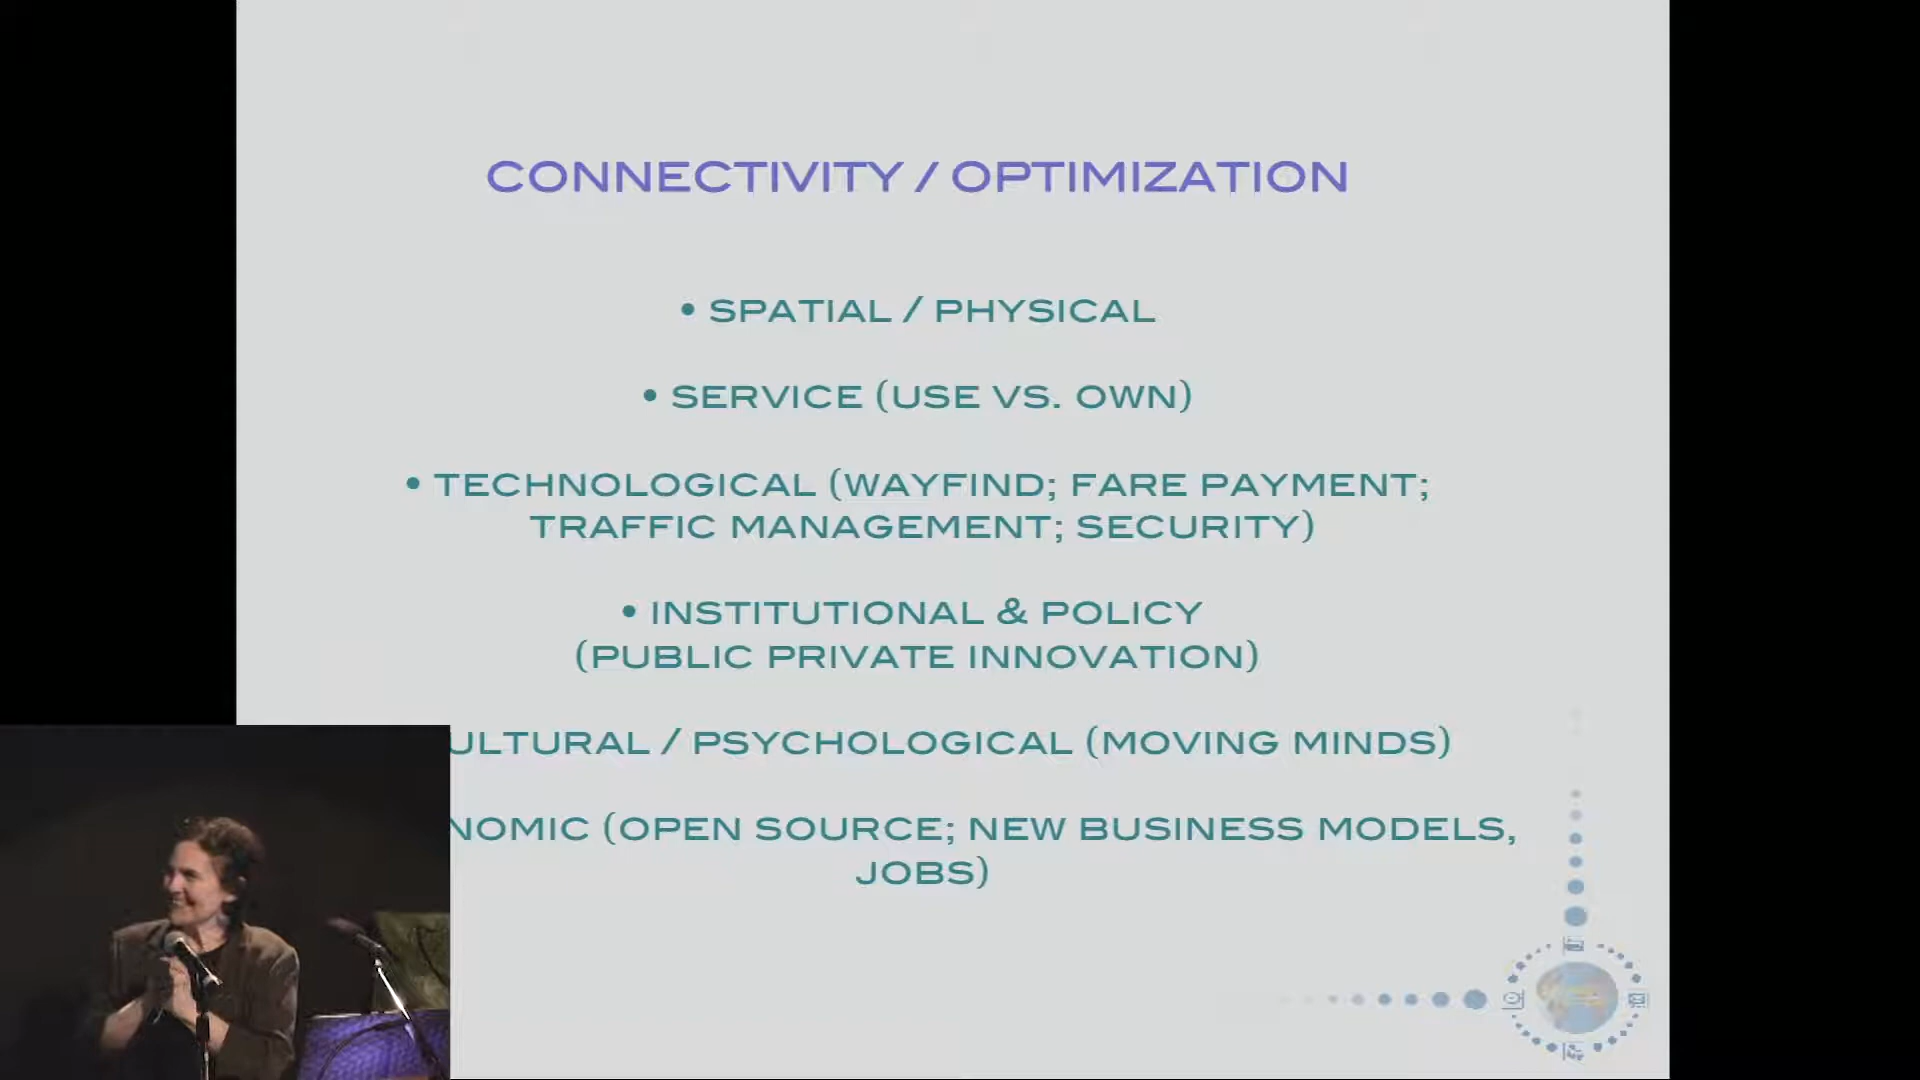 CONNECTIVITY / OPTIMIZATION
• SPATIAL / PHYSICAL
• SERVICE (USE VS. OWN)
• TECHNOLOGICAL (WAYFIND; FARE PAYMENT;
TRAFFIC MANAGEMENT; SECURITY)
• INSTITUTIONAL & POLICY
(PUBLIC PRIVATE INNOVATION)
ULTURAL / PSYCHOLOGICAL (MOVING MINDS)
NOMIC (OPEN SOURCE; NEW BUSINESS MODELS,
JOBS)